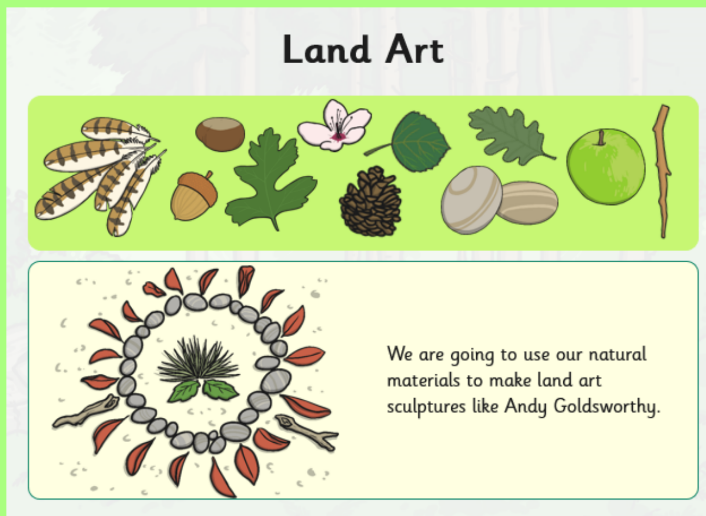 Land Art
We are going to use our natural
materials to make land art
sculptures like Andy Goldsworthy.